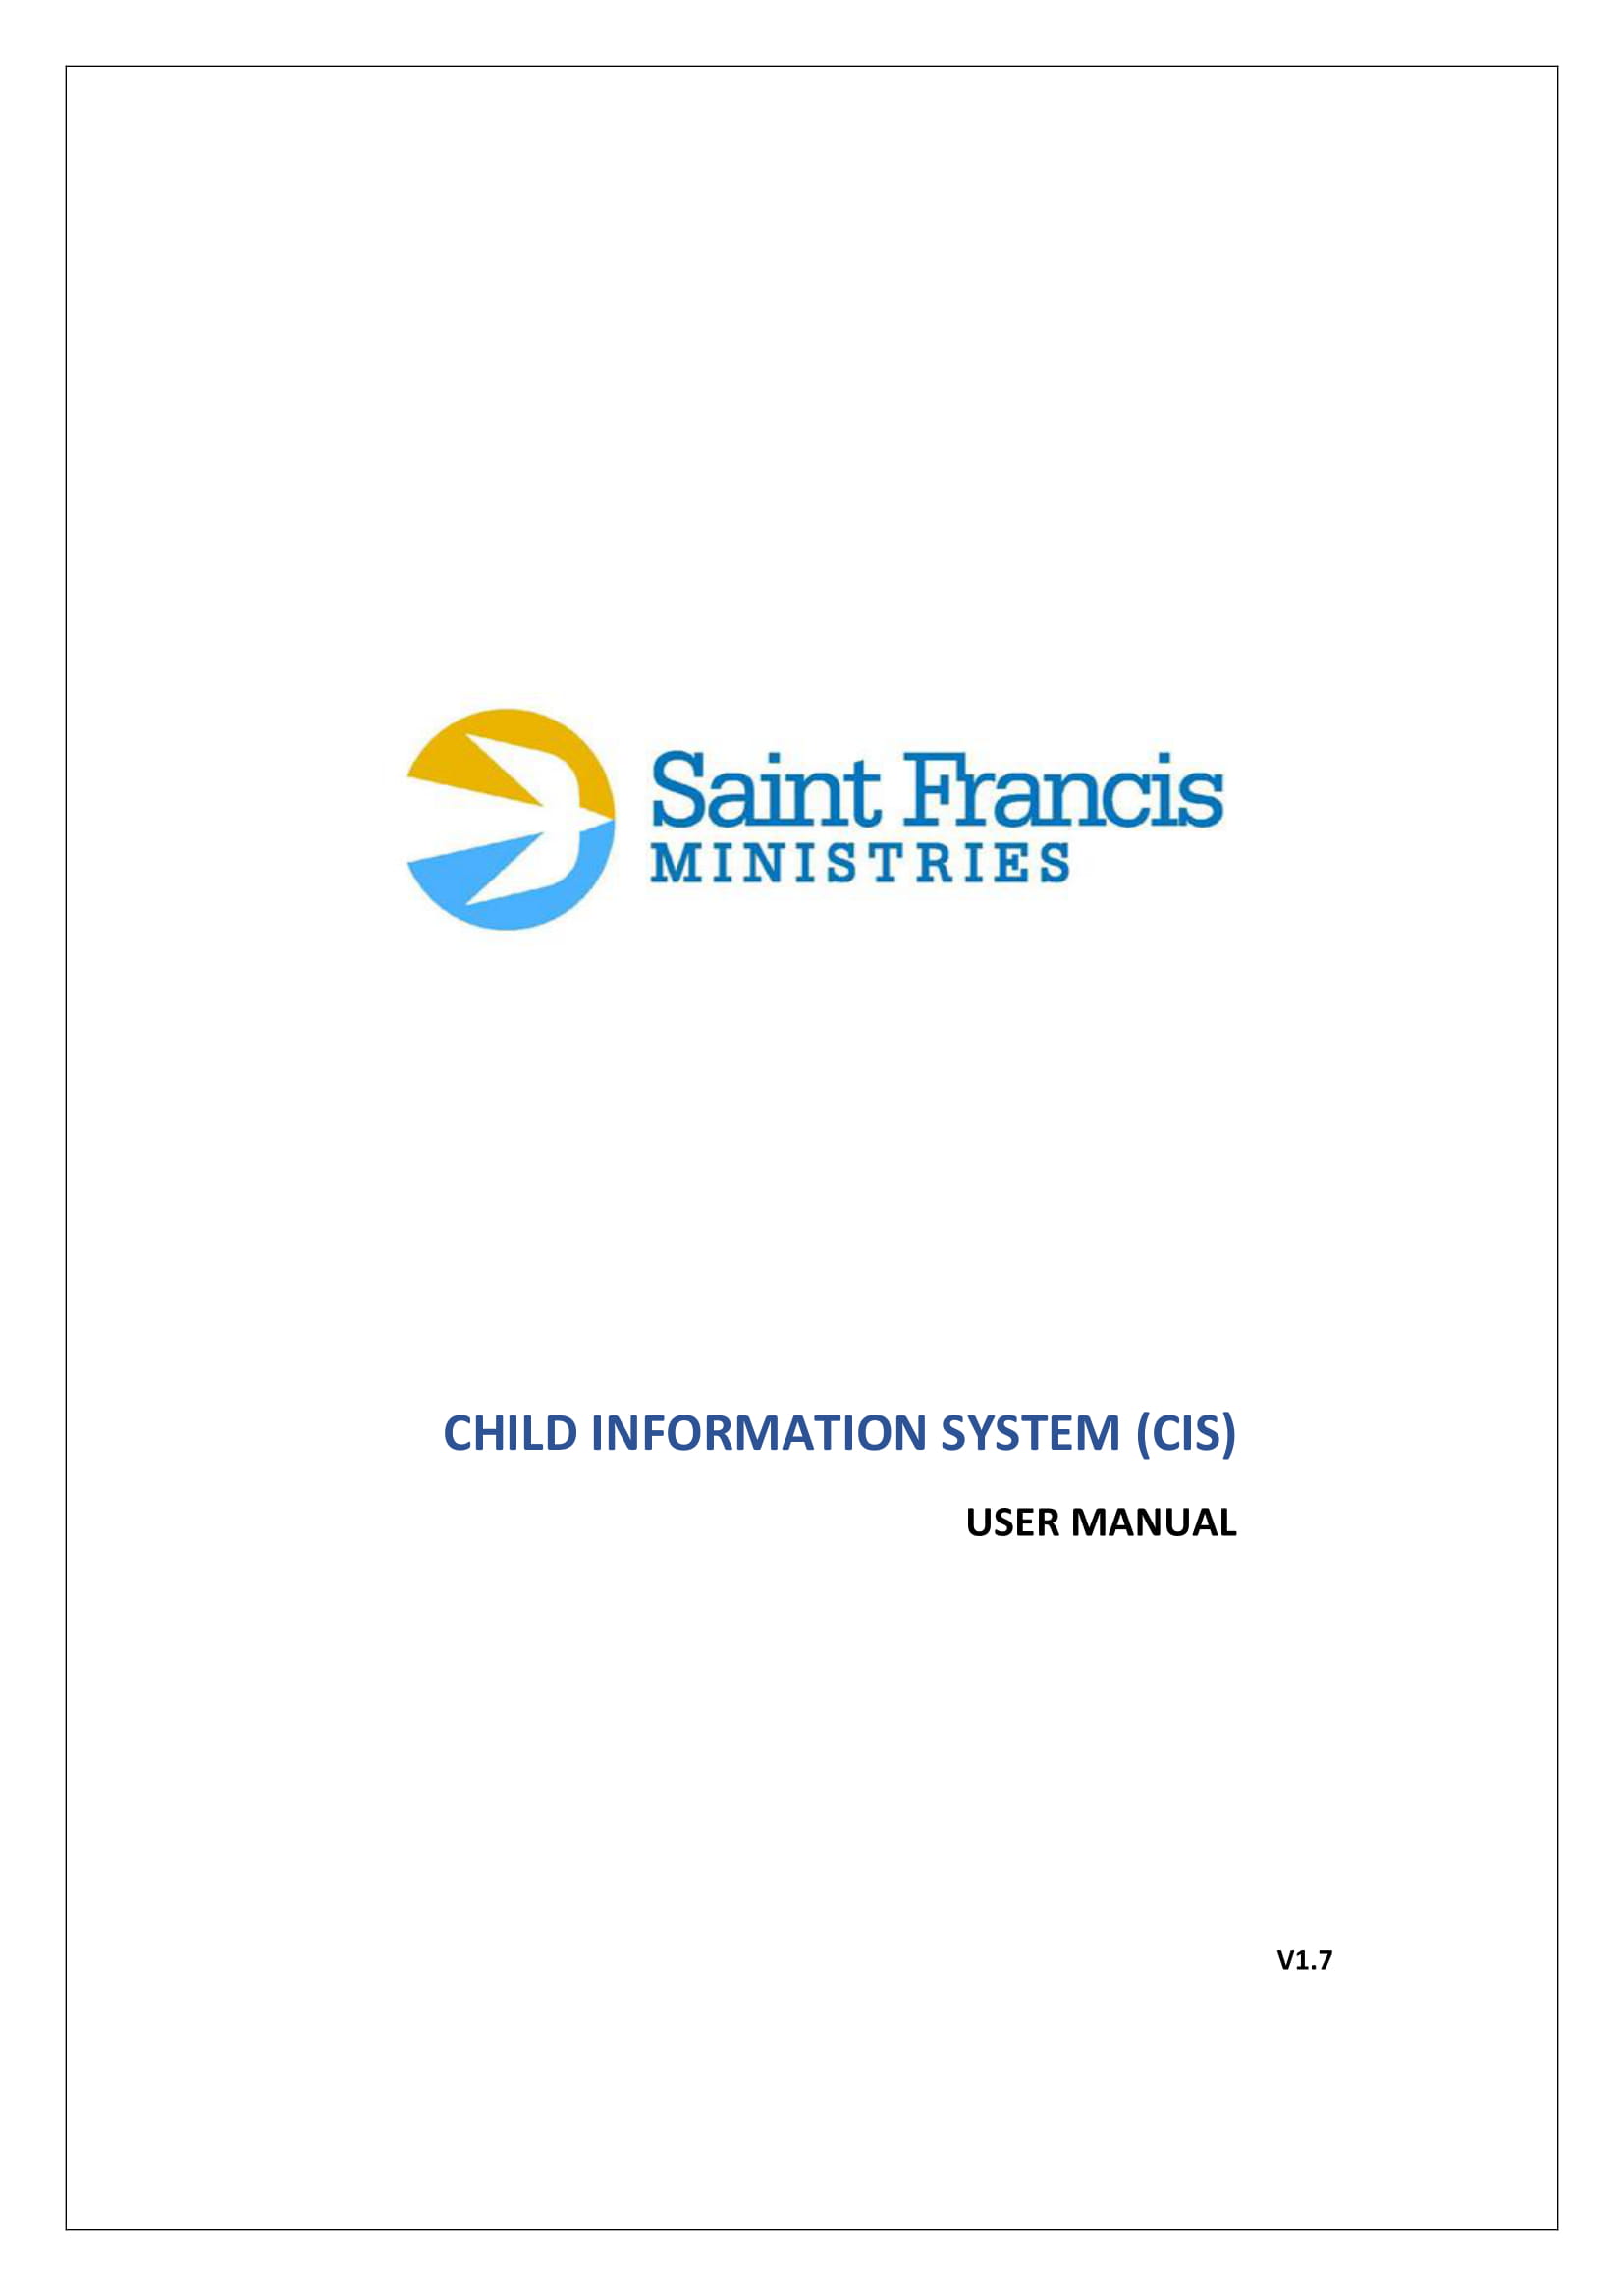 Saint Francis
MINISTRIES
CHILD INFORMATION SYSTEM (CIS)
USER MANUAL
V1.7